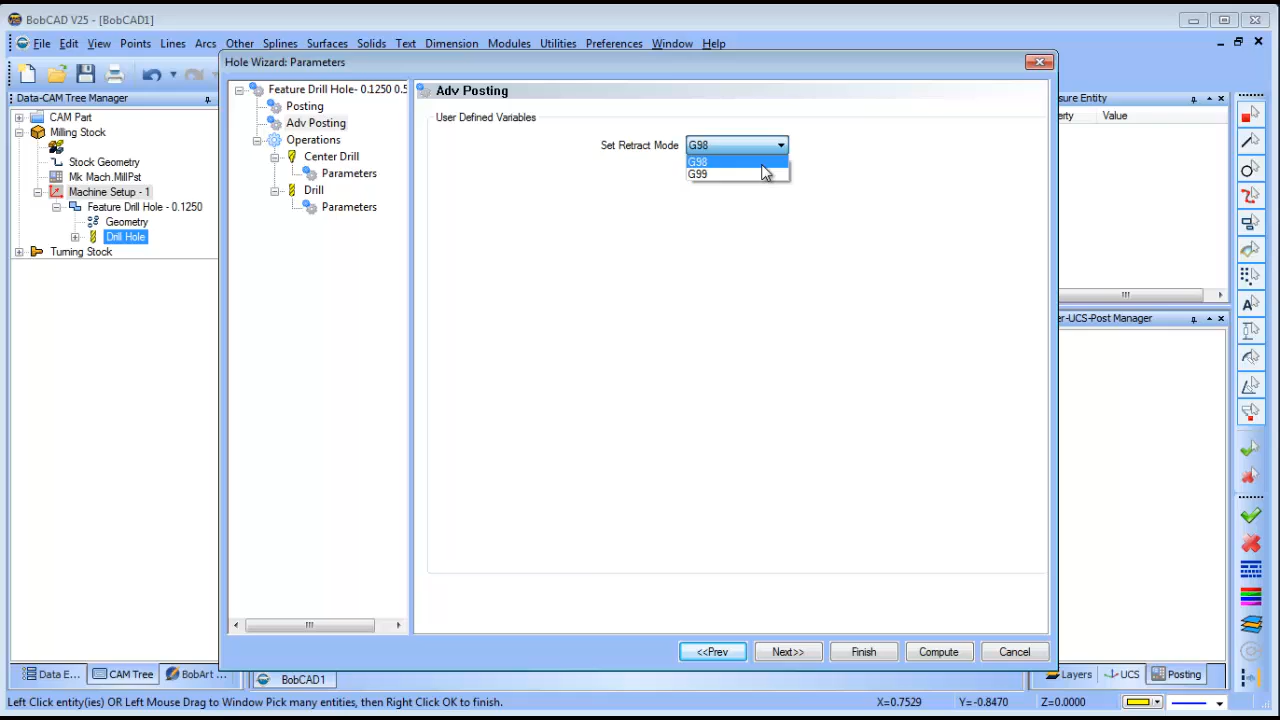 BobCAD V25 - [BobCAD1]
File Edit View Points Lines Arcs Other Splines Surfaces Solids Text Dimension Modules Utilities Preferences Window Help
Hole Wizard: Parameters
Data-CAM Tree Manager
CAM Part
Milling Stock
Stock Geometry
Mk Mach.MillPst
Machine Setup - 1
Feature Drill Hole - 0.1250
Geometry
Drill Hole
Turning Stock
Feature Drill Hole- 0.1250 0.5
Posting
Adv Posting
Operations
Center Drill
Parameters
Drill
Parameters
Adv Posting
User Defined Variables
Set Retract Mode G98
G98
G99
sure Entity
rty Value
er-UCS-Post Manager
<<Prev Next>> Finish Compute Cancel
Data E... CAM Tree BobArt ... BobCAD1 Layers UCS Posting
Left Click entity(ies) OR Left Mouse Drag to Window Pick many entities, then Right Click OK to finish. X=0.7529 Y=-0.8470 Z=0.0000